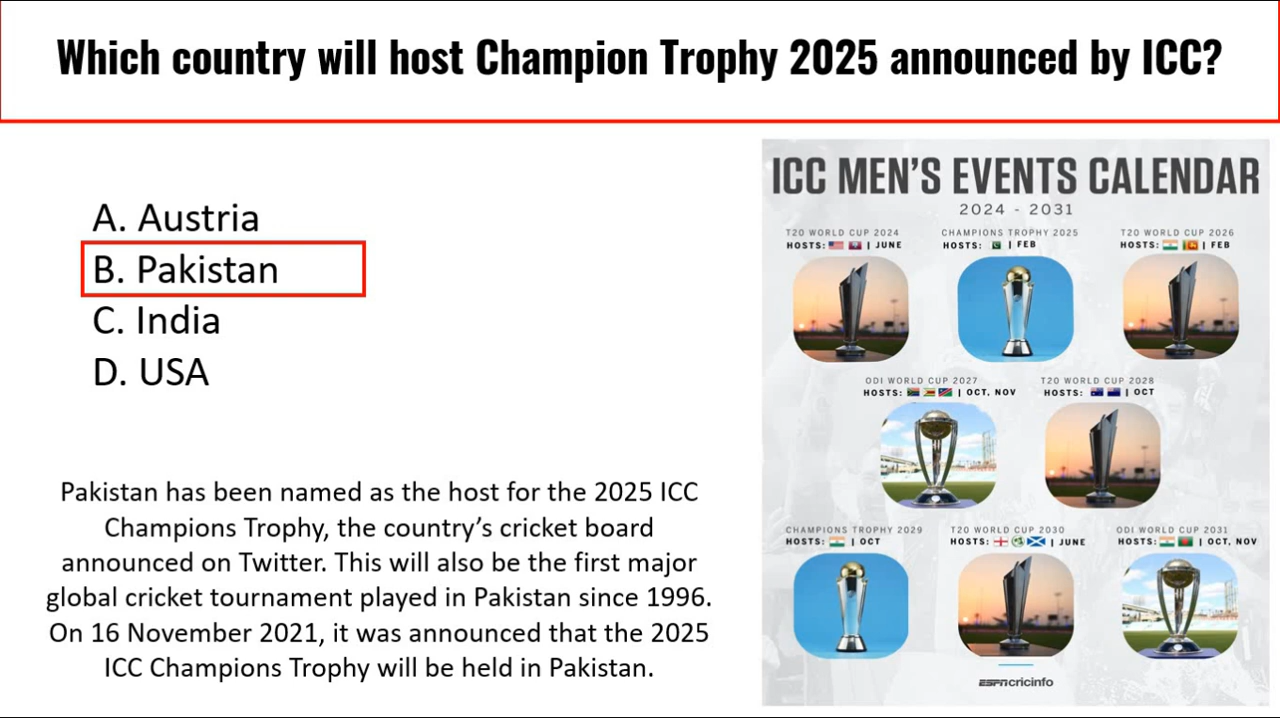 Which country will host Champion Trophy 2025 announced by ICC?
A. Austria
B. Pakistan
C. India
D. USA
Pakistan has been named as the host for the 2025 ICC
Champions Trophy, the country’s cricket board
announced on Twitter. This will also be the first major
global cricket tournament played in Pakistan since 1996.
On 16 November 2021, it was announced that the 2025
ICC Champions Trophy will be held in Pakistan.
ICC MEN’S EVENTS CALENDAR
2024 - 2031
T20 WORLD CUP 2024
HOSTS: | JUNE
CHAMPIONS TROPHY 2025
HOSTS: | FEB
T20 WORLD CUP 2026
HOSTS: | FEB
ODI WORLD CUP 2027
HOSTS: | OCT, NOV
T20 WORLD CUP 2028
HOSTS: | OCT
CHAMPIONS TROPHY 2029
HOSTS: | OCT
T20 WORLD CUP 2030
HOSTS: | JUNE
ODI WORLD CUP 2031
HOSTS: | OCT, NOV
ESPNcricinfo